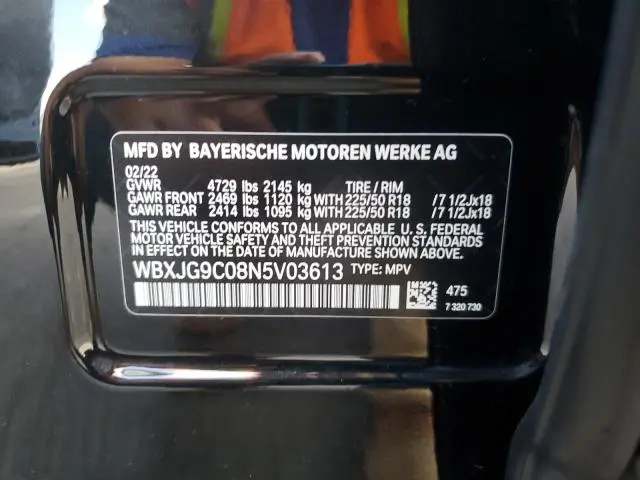 MFD BY BAYERISCHE MOTOREN WERKE AG
02/22
GVWR 4729 lbs 2145 kg TIRE / RIM
GAWR FRONT 2469 lbs 1120 kg WITH 225/50 R18 /7 1/2Jx18
GAWR REAR 2414 lbs 1095 kg WITH 225/50 R18 /7 1/2Jx18
THIS VEHICLE CONFORMS TO ALL APPLICABLE U. S. FEDERAL
MOTOR VEHICLE SAFETY, BUMPER, AND THEFT PREVENTION
STANDARDS IN EFFECT ON THE DATE OF MANUFACTURE SHOWN ABOVE.
WBXJG9C08N5V03613 TYPE: MPV
475
7 320 730